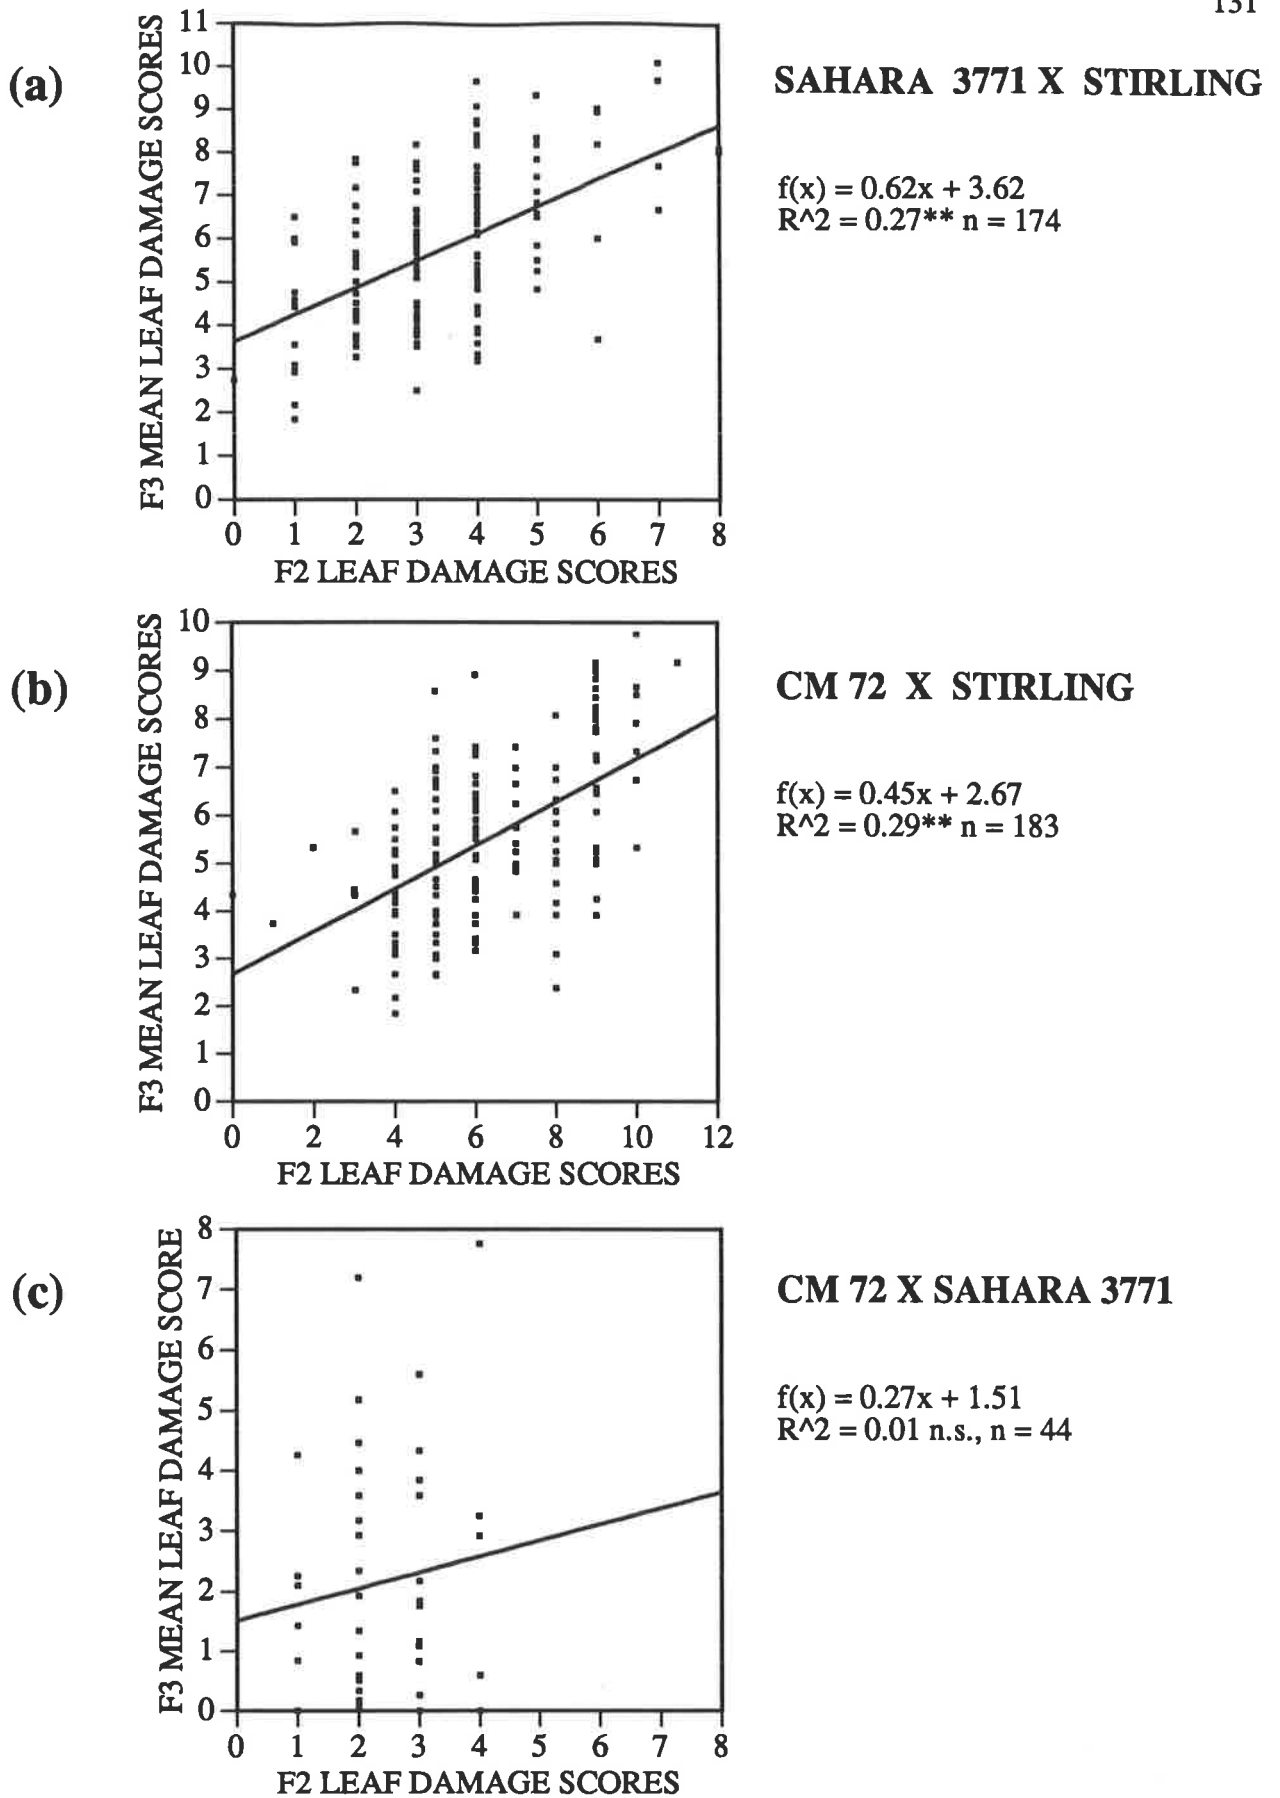 131
(a)
SAHARA 3771 X STIRLING
f(x) = 0.62x + 3.62
R^2 = 0.27** n = 174
F3 MEAN LEAF DAMAGE SCORES
11
10
9
8
7
6
5
4
3
2
1
0
0 1 2 3 4 5 6 7 8
F2 LEAF DAMAGE SCORES
(b)
CM 72 X STIRLING
f(x) = 0.45x + 2.67
R^2 = 0.29** n = 183
F3 MEAN LEAF DAMAGE SCORES
10
9
8
7
6
5
4
3
2
1
0
0 2 4 6 8 10 12
F2 LEAF DAMAGE SCORES
(c)
CM 72 X SAHARA 3771
f(x) = 0.27x + 1.51
R^2 = 0.01 n.s., n = 44
F3 MEAN LEAF DAMAGE SCORE
8
7
6
5
4
3
2
1
0
0 1 2 3 4 5 6 7 8
F2 LEAF DAMAGE SCORES